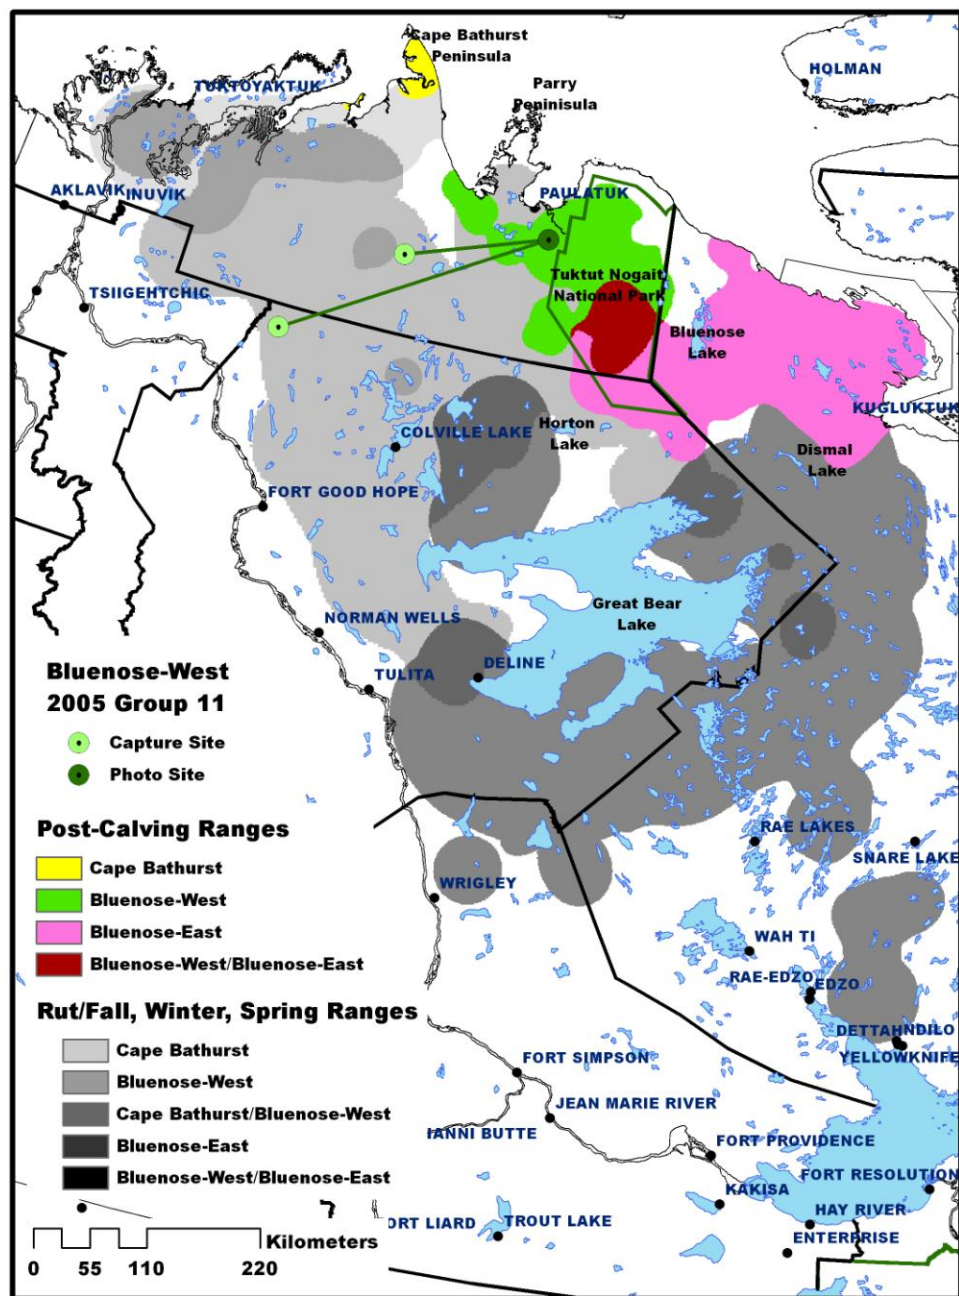 Cape Bathurst
Peninsula
HOLMAN
TUKTOYAKTUK
Parry
Peninisula
AKLAVIK
INUVIK
PAULATUK
TSIIGEHTCHIC
Tuktut Nogait
National Park
Bluenose
Lake
KUGLUKTUK
Horton
Lake
COLVILLE LAKE
Dismal
Lake
FORT GOOD HOPE
Great Bear
Lake
NORMAN WELLS
DELINE
TULITA
Bluenose-West
2005 Group 11
Capture Site
Photo Site
Post-Calving Ranges
Cape Bathurst
Bluenose-West
Bluenose-East
Bluenose-West/Bluenose-East
RAE LAKES
SNARE LAKE
WRIGLEY
WAH TI
RAE-EDZO
EDZO
DETTAH
NDILO
YELLOWKNIFE
Rut/Fall, Winter, Spring Ranges
Cape Bathurst
Bluenose-West
Cape Bathurst/Bluenose-West
Bluenose-East
Bluenose-West/Bluenose-East
FORT SIMPSON
JEAN MARIE RIVER
IANNI BUTTE
FORT PROVIDENCE
FORT RESOLUTION
KAKISA
HAY RIVER
ORT LIARD
TROUT LAKE
ENTERPRISE
Kilometers
0 55 110 220